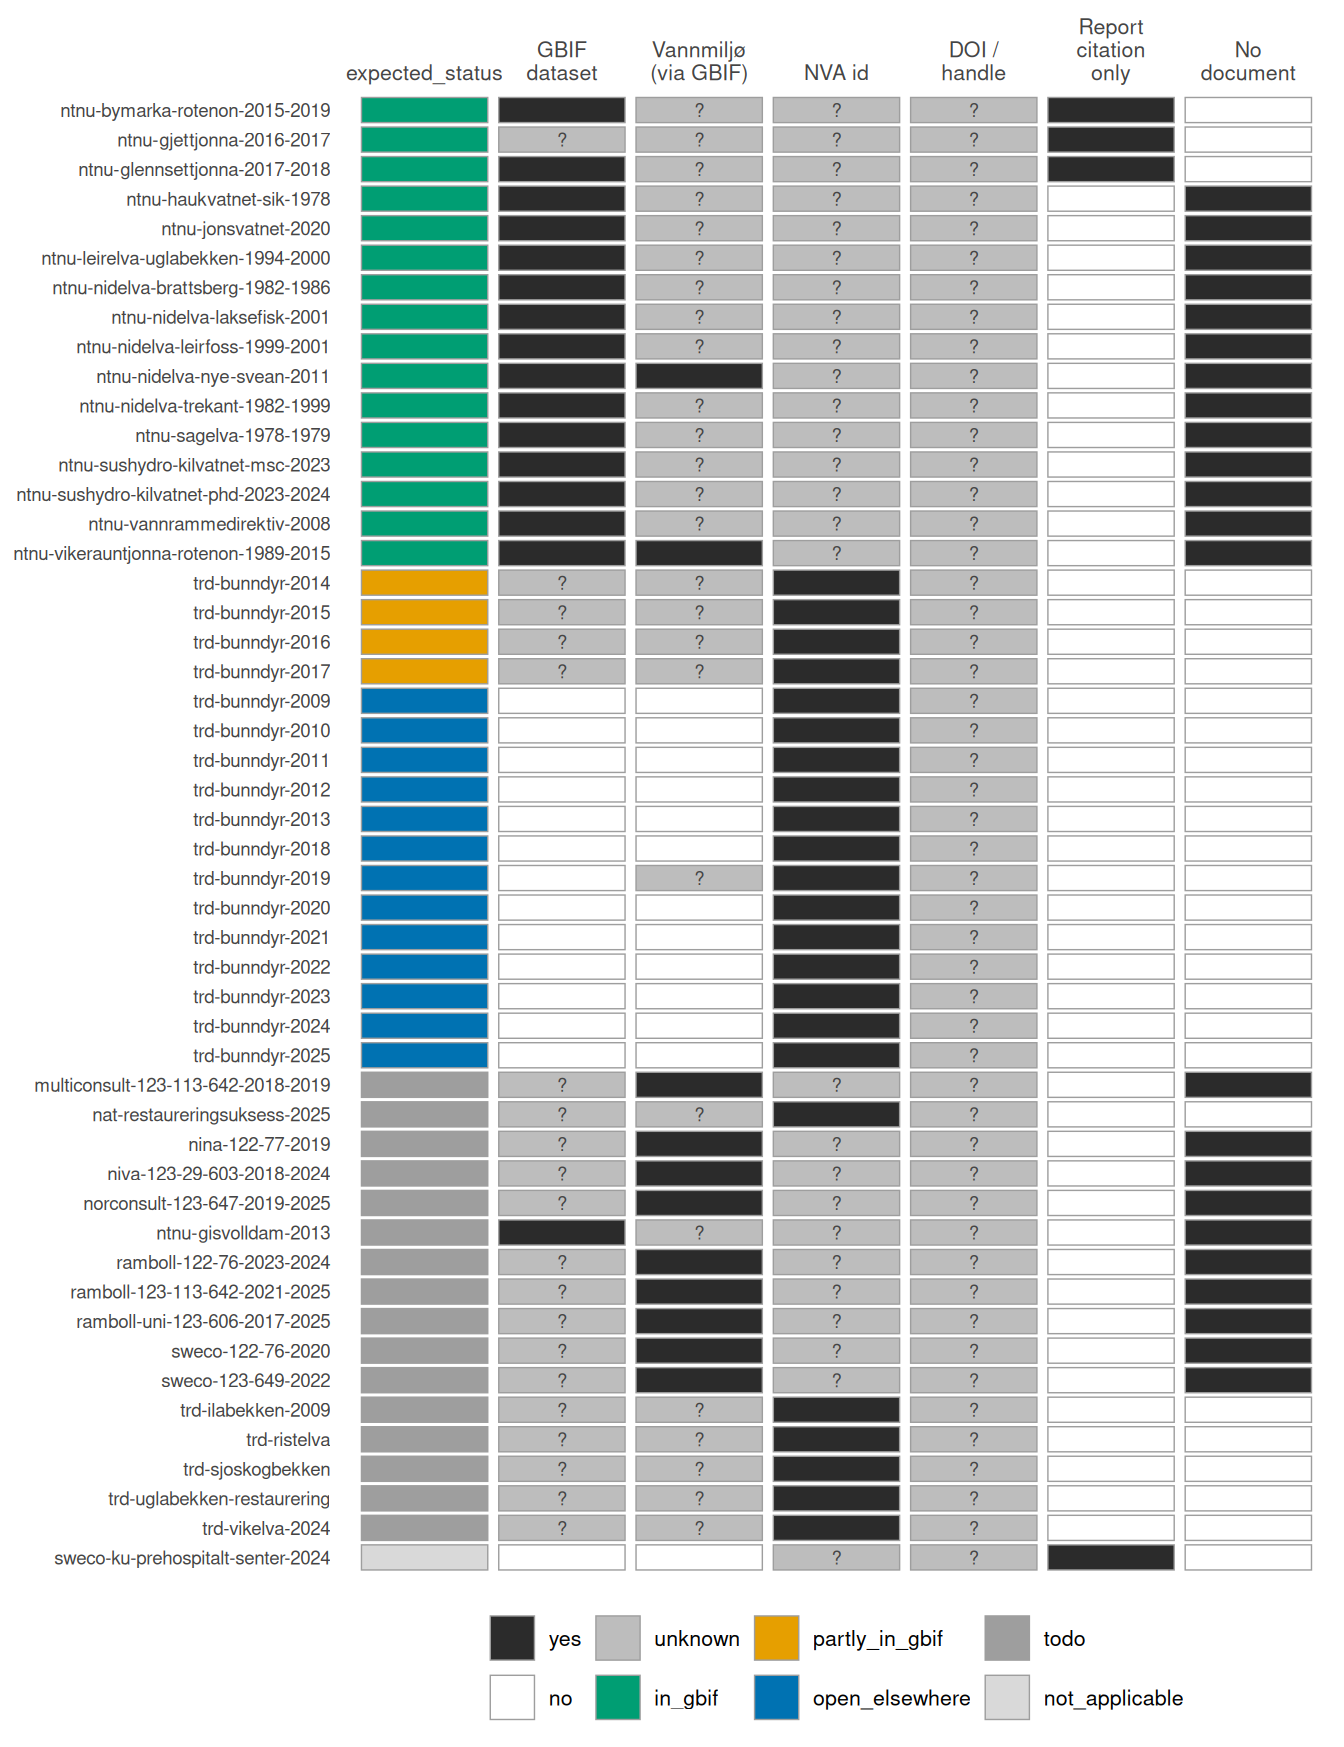 expected_status
GBIF
dataset
Vannmiljø
(via GBIF)
NVA id
DOI /
handle
Report
citation
only
No
document
ntnu-bymarka-rotenon-2015-2019 ? ? ?
ntnu-gjettjonna-2016-2017 ? ? ? ?
ntnu-glennsettjonna-2017-2018 ? ? ?
ntnu-haukvatnet-sik-1978 ? ? ?
ntnu-jonsvatnet-2020 ? ? ?
ntnu-leirelva-uglabekken-1994-2000 ? ? ?
ntnu-nidelva-brattsberg-1982-1986 ? ? ?
ntnu-nidelva-laksefisk-2001 ? ? ?
ntnu-nidelva-leirfoss-1999-2001 ? ? ?
ntnu-nidelva-nye-svean-2011 ? ?
ntnu-nidelva-trekant-1982-1999 ? ? ?
ntnu-sagelva-1978-1979 ? ? ?
ntnu-sushydro-kilvatnet-msc-2023 ? ? ?
ntnu-sushydro-kilvatnet-phd-2023-2024 ? ? ?
ntnu-vannrammedirektiv-2008 ? ? ?
ntnu-vikerauntjonna-rotenon-1989-2015 ? ?
trd-bunndyr-2014 ? ? ?
trd-bunndyr-2015 ? ? ?
trd-bunndyr-2016 ? ? ?
trd-bunndyr-2017 ? ? ?
trd-bunndyr-2009 ?
trd-bunndyr-2010 ?
trd-bunndyr-2011 ?
trd-bunndyr-2012 ?
trd-bunndyr-2013 ?
trd-bunndyr-2018 ?
trd-bunndyr-2019 ? ?
trd-bunndyr-2020 ?
trd-bunndyr-2021 ?
trd-bunndyr-2022 ?
trd-bunndyr-2023 ?
trd-bunndyr-2024 ?
trd-bunndyr-2025 ?
multiconsult-123-113-642-2018-2019 ? ? ?
nat-restaureringsuksess-2025 ? ? ?
nina-122-77-2019 ? ? ?
niva-123-29-603-2018-2024 ? ? ?
norconsult-123-647-2019-2025 ? ? ?
ntnu-gisvolldam-2013 ? ? ?
ramboll-122-76-2023-2024 ? ? ?
ramboll-123-113-642-2021-2025 ? ? ?
ramboll-uni-123-606-2017-2025 ? ? ?
sweco-122-76-2020 ? ? ?
sweco-123-649-2022 ? ? ?
trd-ilabekken-2009 ? ? ?
trd-ristelva ? ? ?
trd-sjoskogbekken ? ? ?
trd-uglabekken-restaurering ? ? ?
trd-vikelva-2024 ? ? ?
sweco-ku-prehospitalt-senter-2024 ? ?
yes unknown partly_in_gbif todo
no in_gbif open_elsewhere not_applicable